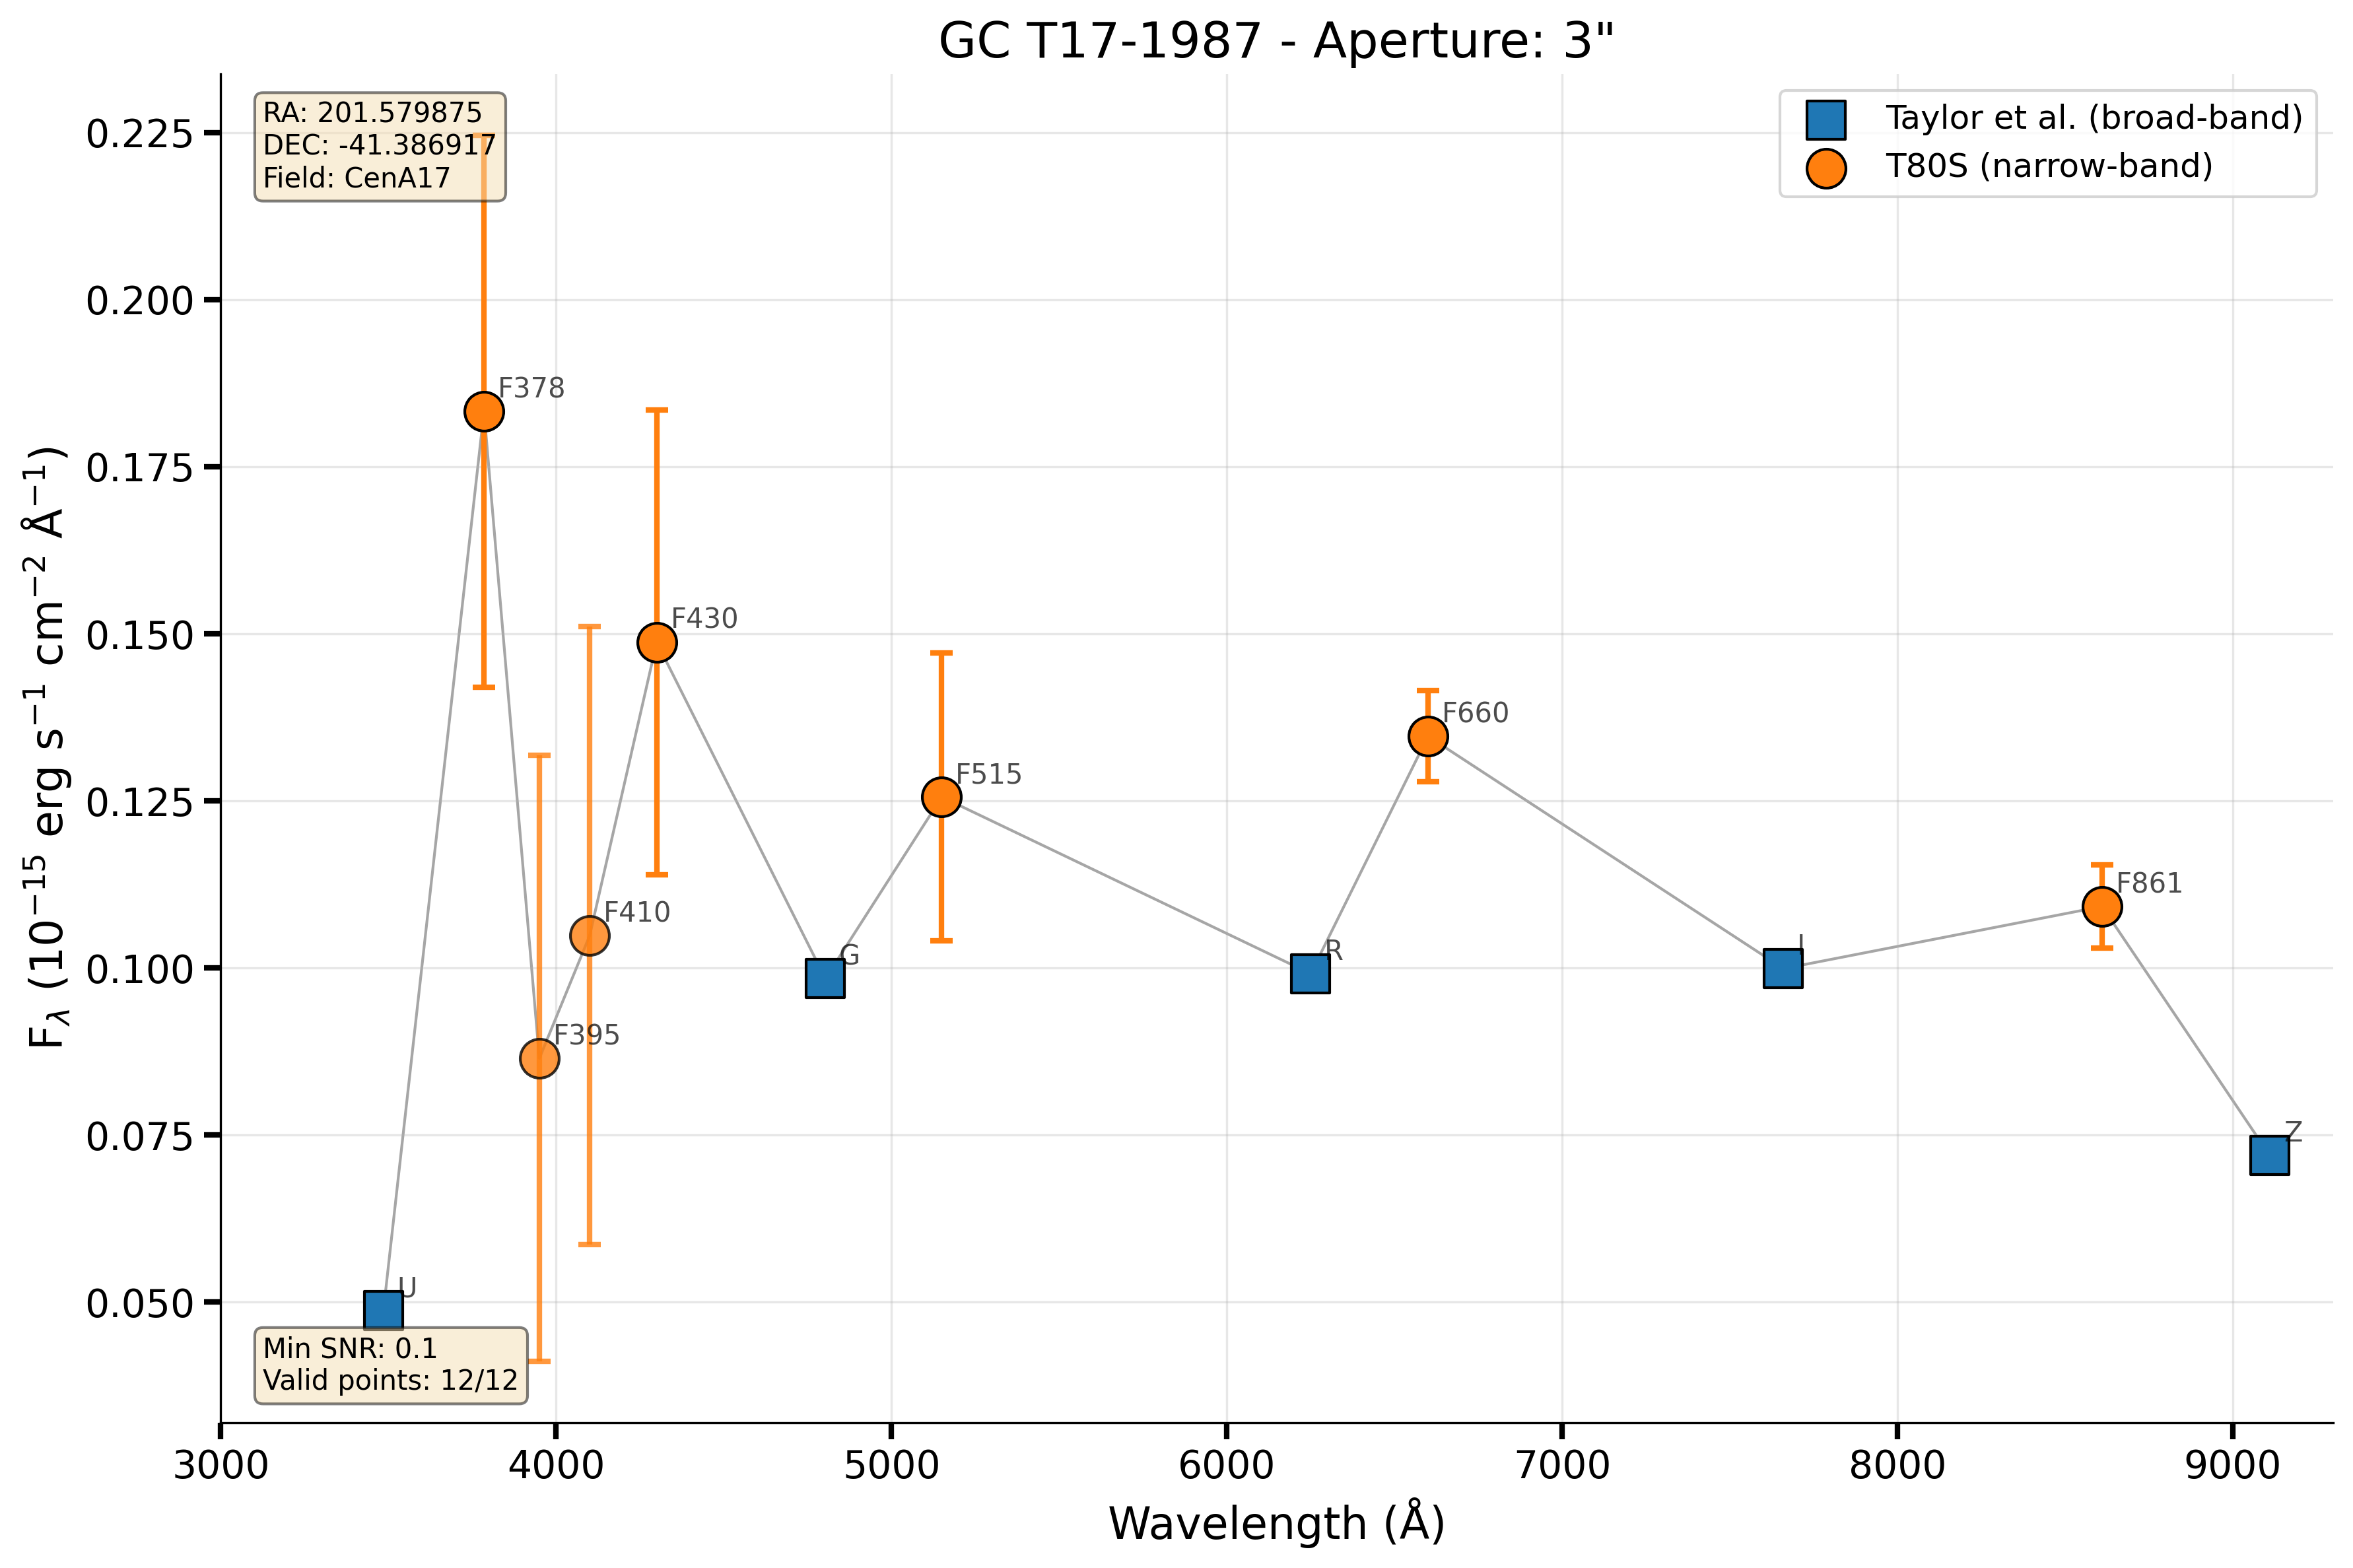 GC T17-1987 - Aperture: 3"
RA: 201.579875
DEC: -41.386917
Field: CenA17
Taylor et al. (broad-band)
T80S (narrow-band)
0.225
0.200
0.175
0.150
0.125
0.100
0.075
0.050
F_λ (10⁻¹⁵ erg s⁻¹ cm⁻² Å⁻¹)
F378
F430
F660
F515
F861
F410
G
R
I
F395
Z
U
Min SNR: 0.1
Valid points: 12/12
3000 4000 5000 6000 7000 8000 9000
Wavelength (Å)